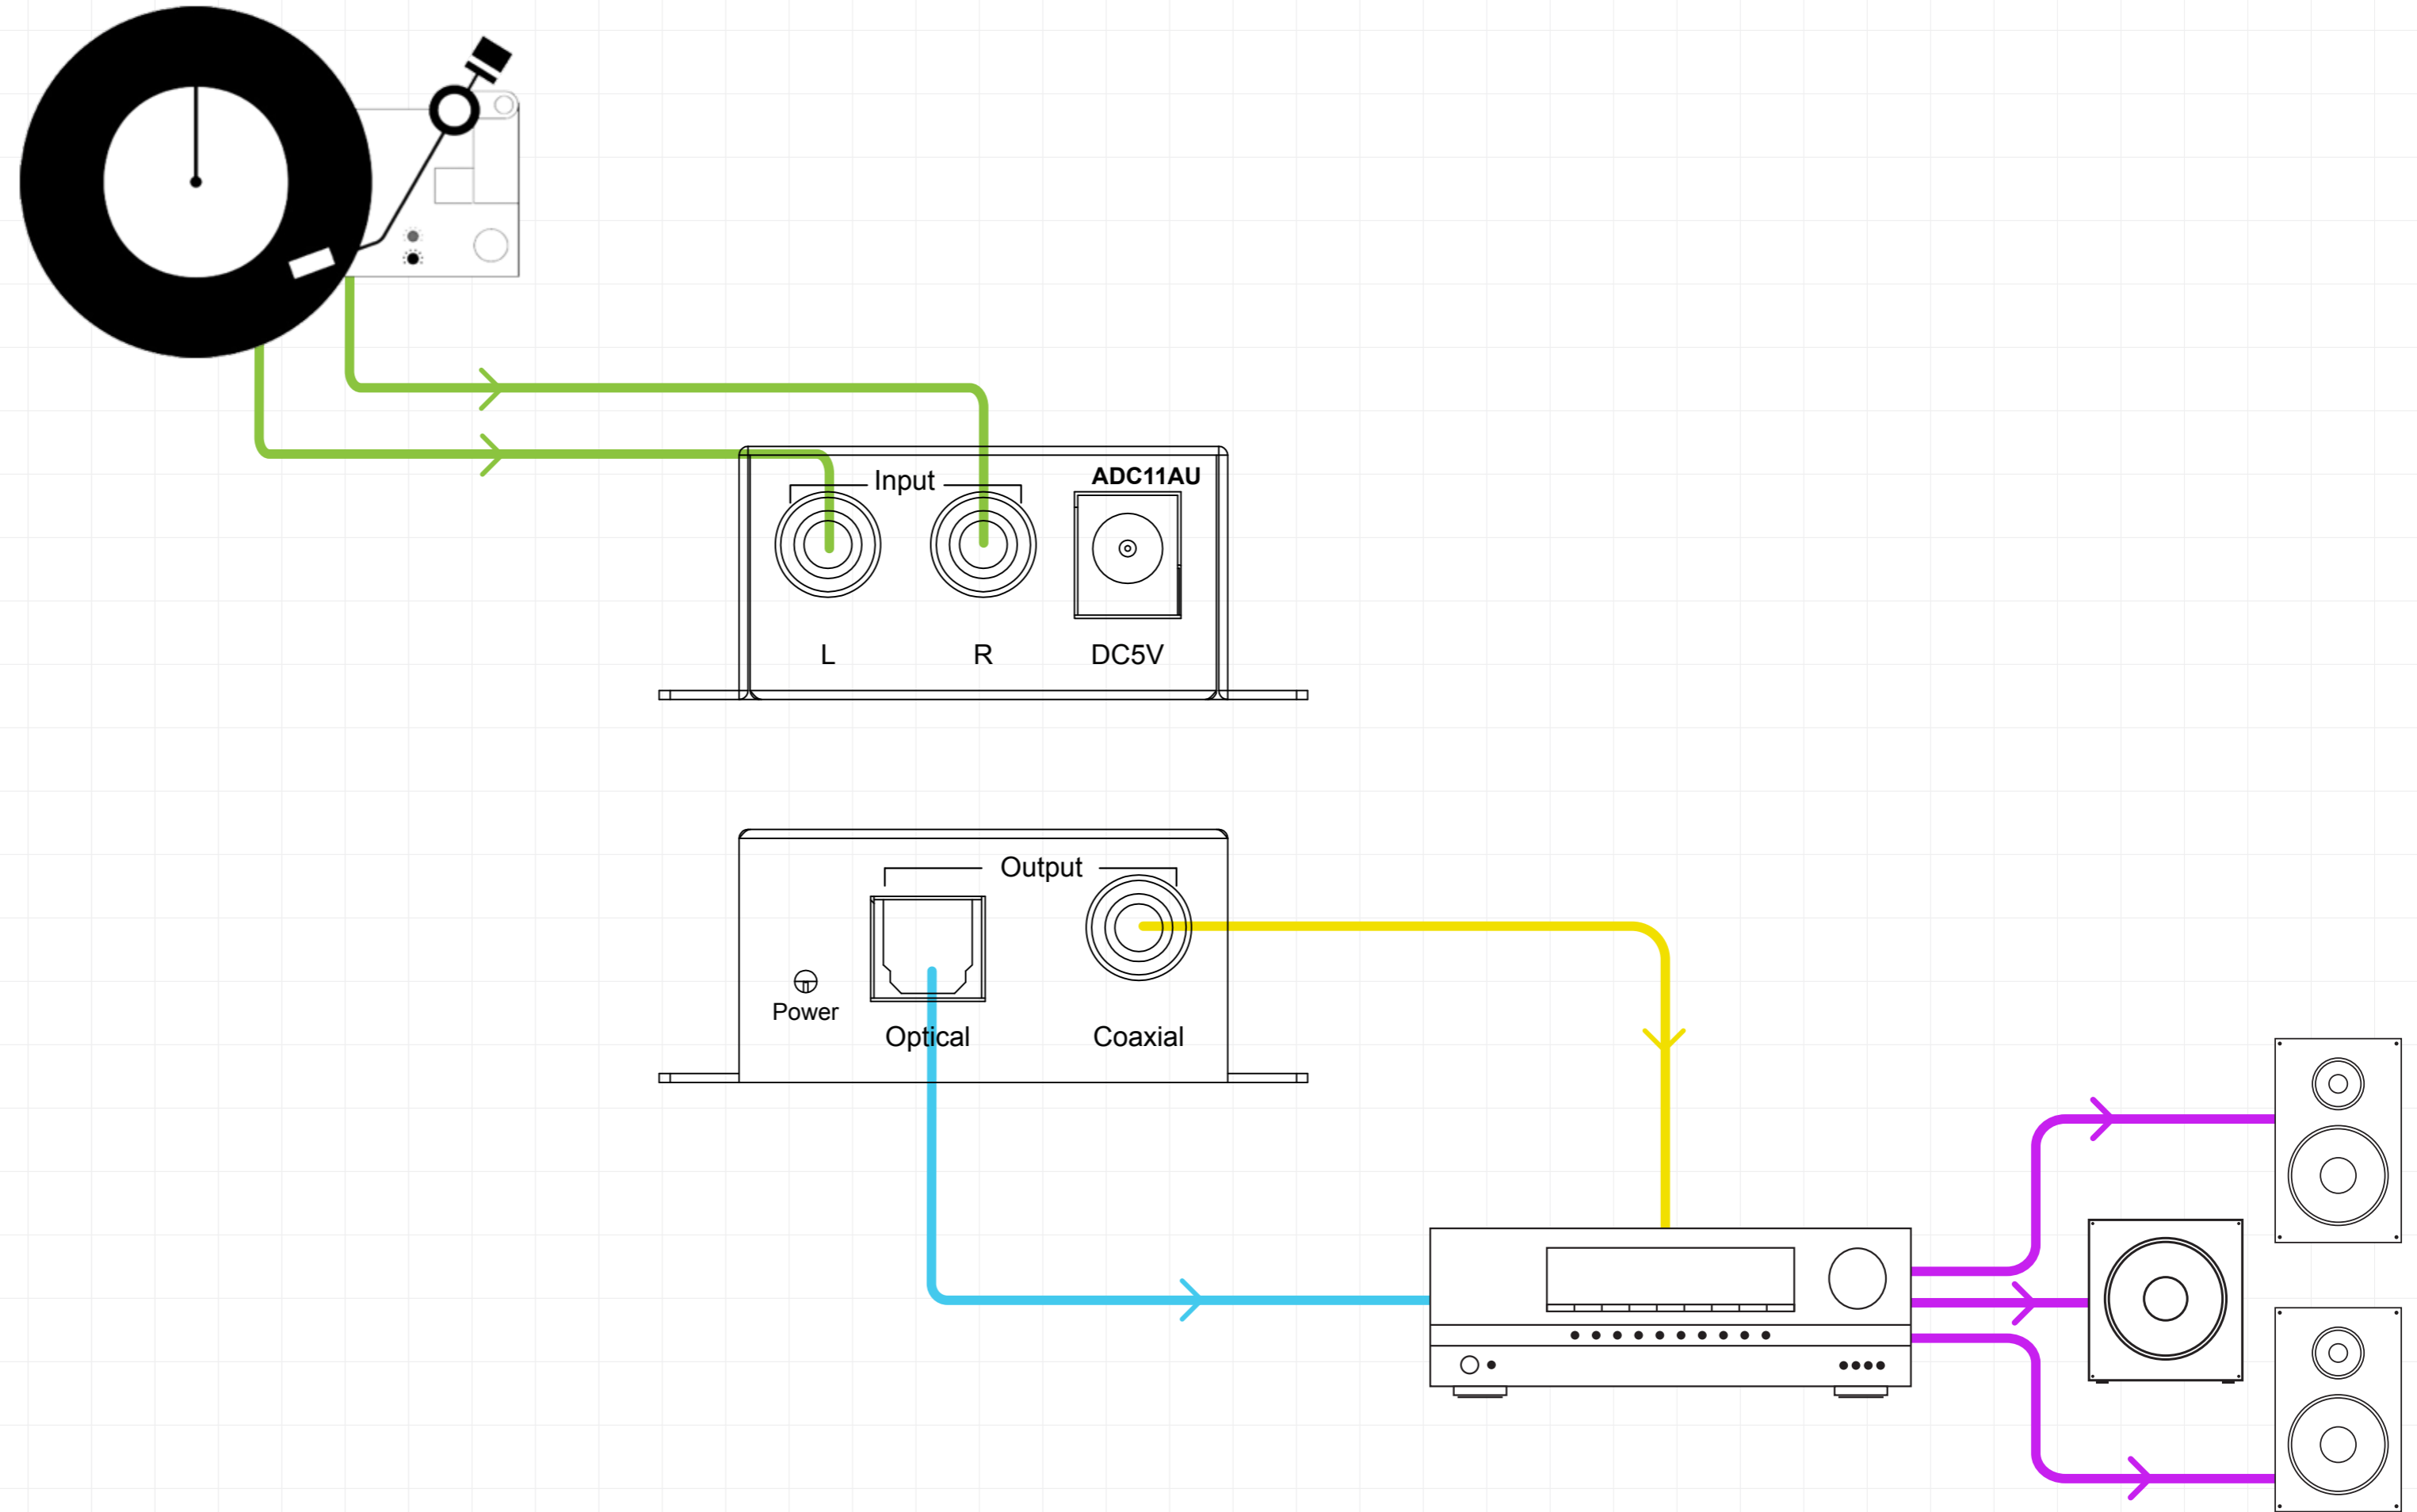 Input
ADC11AU
L
R
DC5V
Output
Power
Optical
Coaxial